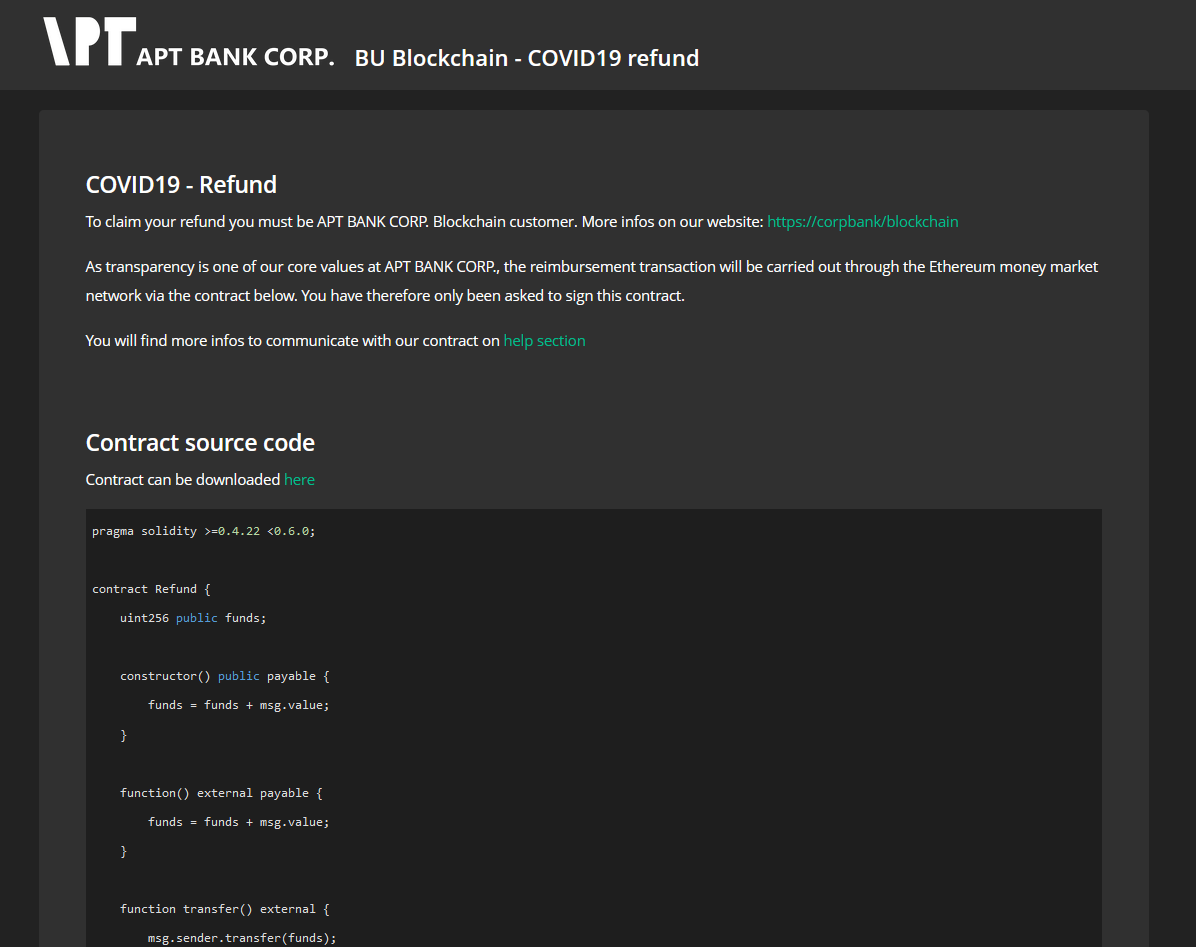 APT APT BANK CORP. BU Blockchain - COVID19 refund
COVID19 - Refund
To claim your refund you must be APT BANK CORP. Blockchain customer. More infos on our website: https://corpbank/blockchain
As transparency is one of our core values at APT BANK CORP., the reimbursement transaction will be carried out through the Ethereum money market
network via the contract below. You have therefore only been asked to sign this contract.
You will find more infos to communicate with our contract on help section
Contract source code
Contract can be downloaded here
pragma solidity >=0.4.22 <0.6.0;
contract Refund {
    uint256 public funds;
    constructor() public payable {
        funds = funds + msg.value;
    }
    function() external payable {
        funds = funds + msg.value;
    }
    function transfer() external {
        msg.sender.transfer(funds);